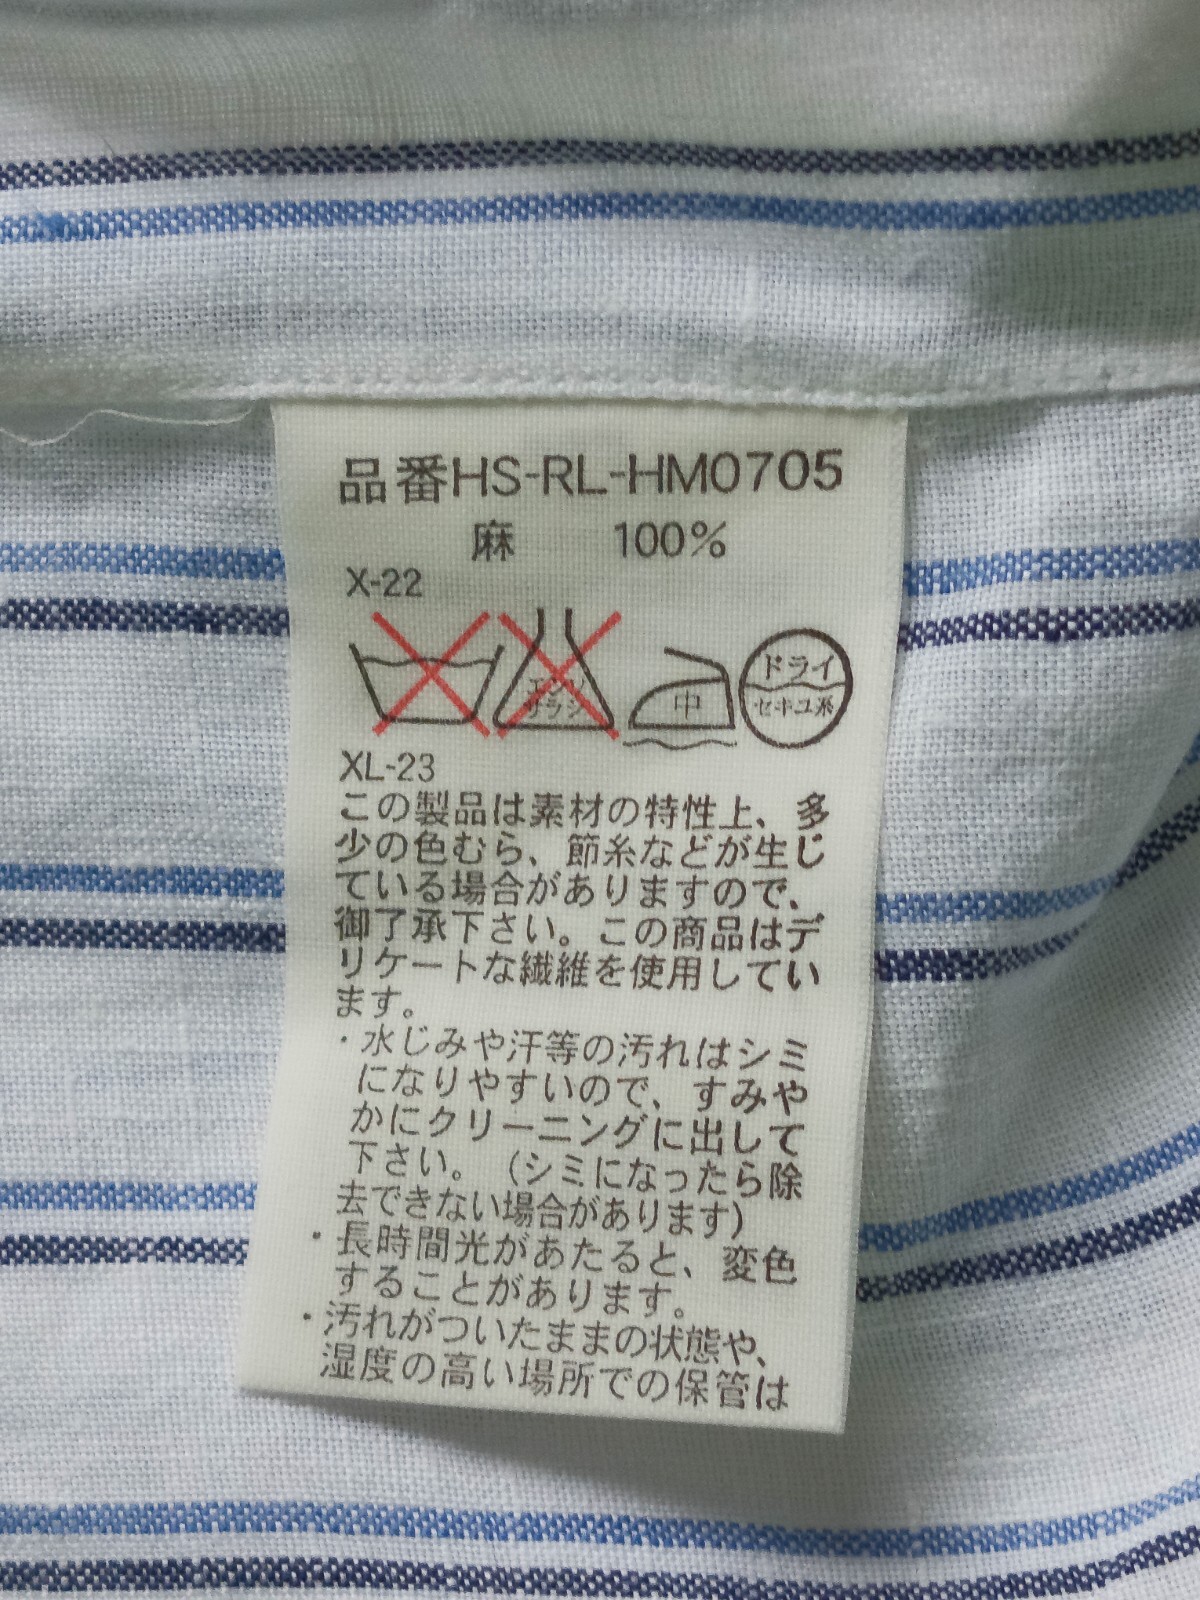 品番HS-RL-HM0705
麻 100%
X-22
エンソ
サラシ
中
ドライ
セキユ系
XL-23
この製品は素材の特性上、多
少の色むら、節糸などが生じ
ている場合がありますので、
御了承下さい。この商品はデ
リケートな繊維を使用してい
ます。
・水じみや汗等の汚れはシミ
になりやすいので、すみや
かにクリーニングに出して
下さい。（シミになったら除
去できない場合があります）
・長時間光があたると、変色
することがあります。
・汚れがついたままの状態や、
湿度の高い場所での保管は